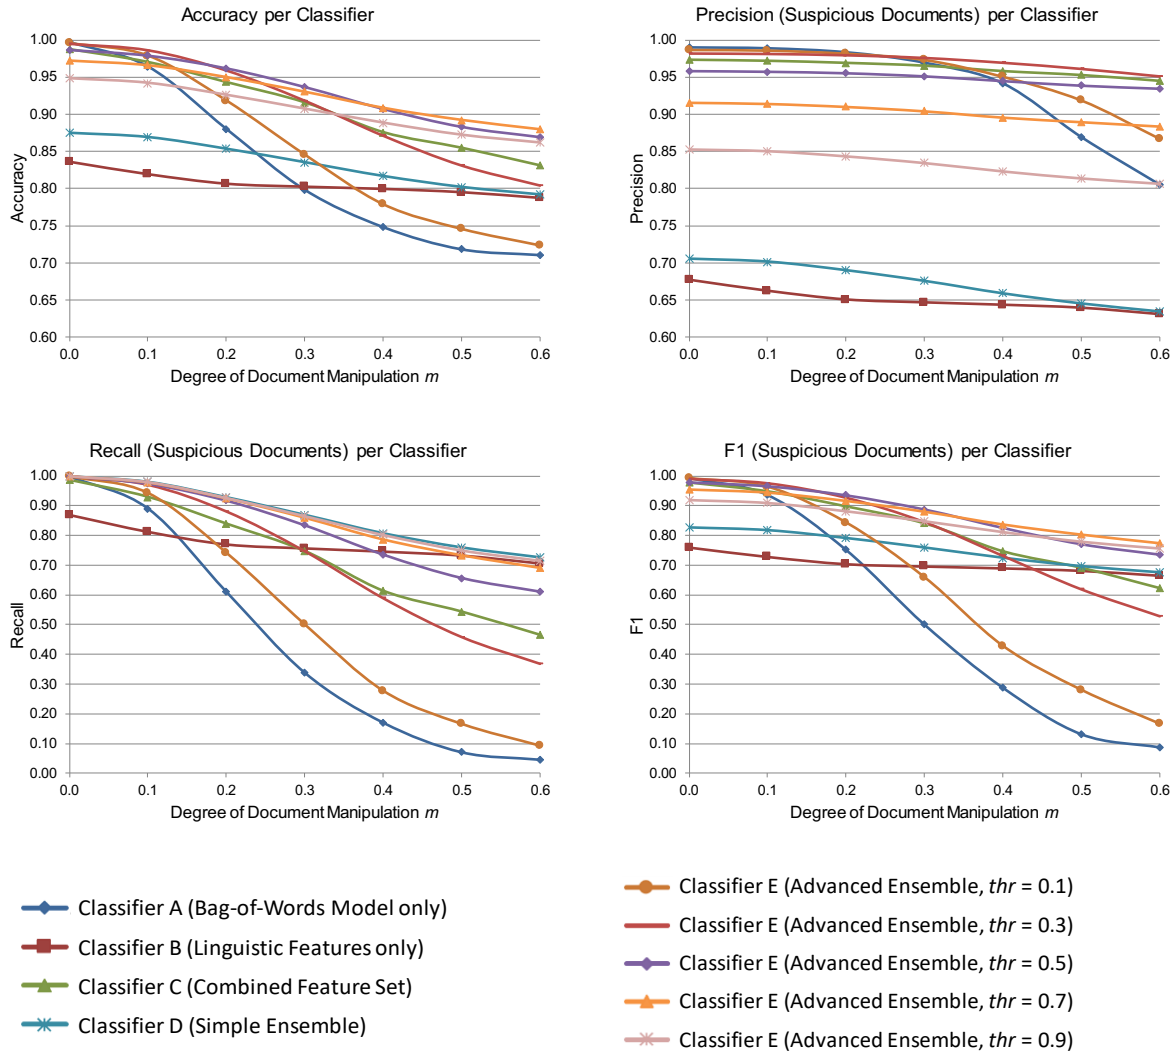 Accuracy per Classifier
1.00
0.95
0.90
0.85
0.80
0.75
0.70
0.65
0.60
Accuracy
0.0 0.1 0.2 0.3 0.4 0.5 0.6
Degree of Document Manipulation m
Precision (Suspicious Documents) per Classifier
1.00
0.95
0.90
0.85
0.80
0.75
0.70
0.65
0.60
Precision
0.0 0.1 0.2 0.3 0.4 0.5 0.6
Degree of Document Manipulation m
Recall (Suspicious Documents) per Classifier
1.00
0.90
0.80
0.70
0.60
0.50
0.40
0.30
0.20
0.10
0.00
Recall
0.0 0.1 0.2 0.3 0.4 0.5 0.6
Degree of Document Manipulation m
F1 (Suspicious Documents) per Classifier
1.00
0.90
0.80
0.70
0.60
0.50
0.40
0.30
0.20
0.10
0.00
F1
0.0 0.1 0.2 0.3 0.4 0.5 0.6
Degree of Document Manipulation m
Classifier A (Bag-of-Words Model only)
Classifier B (Linguistic Features only)
Classifier C (Combined Feature Set)
Classifier D (Simple Ensemble)
Classifier E (Advanced Ensemble, thr = 0.1)
Classifier E (Advanced Ensemble, thr = 0.3)
Classifier E (Advanced Ensemble, thr = 0.5)
Classifier E (Advanced Ensemble, thr = 0.7)
Classifier E (Advanced Ensemble, thr = 0.9)